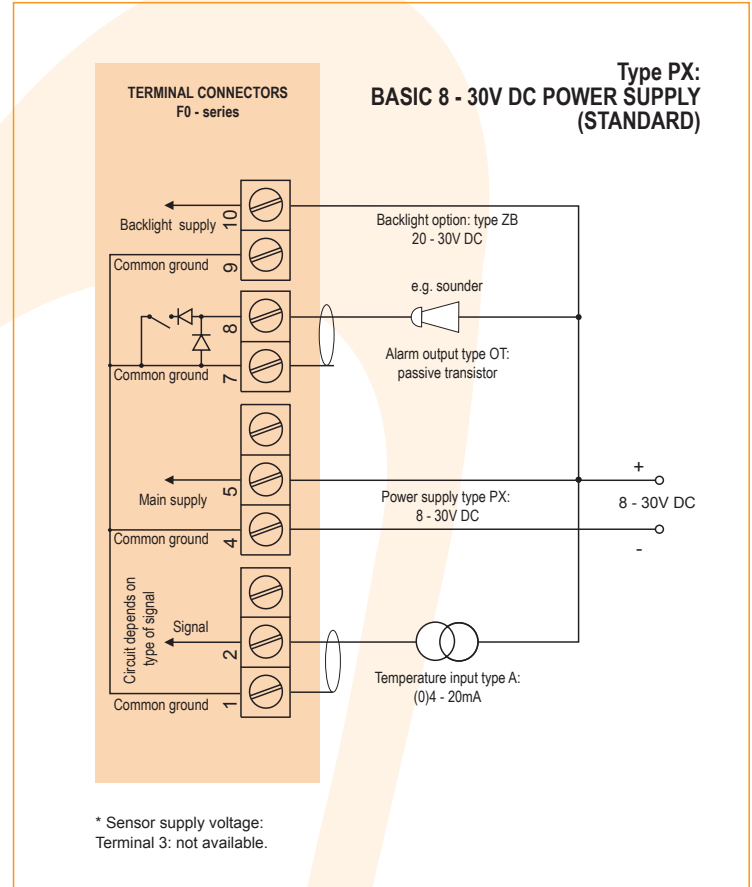 Type PX:
BASIC 8 - 30V DC POWER SUPPLY
(STANDARD)
TERMINAL CONNECTORS
F0 - series
Backlight supply
10
Backlight option: type ZB
20 - 30V DC
Common ground
9
e.g. sounder
8
Alarm output type OT:
passive transistor
Common ground
7
Main supply
5
Power supply type PX:
8 - 30V DC
+
8 - 30V DC
-
Common ground
4
Circuit depends on
type of signal
Signal
2
Temperature input type A:
(0)4 - 20mA
Common ground
1
* Sensor supply voltage:
Terminal 3: not available.